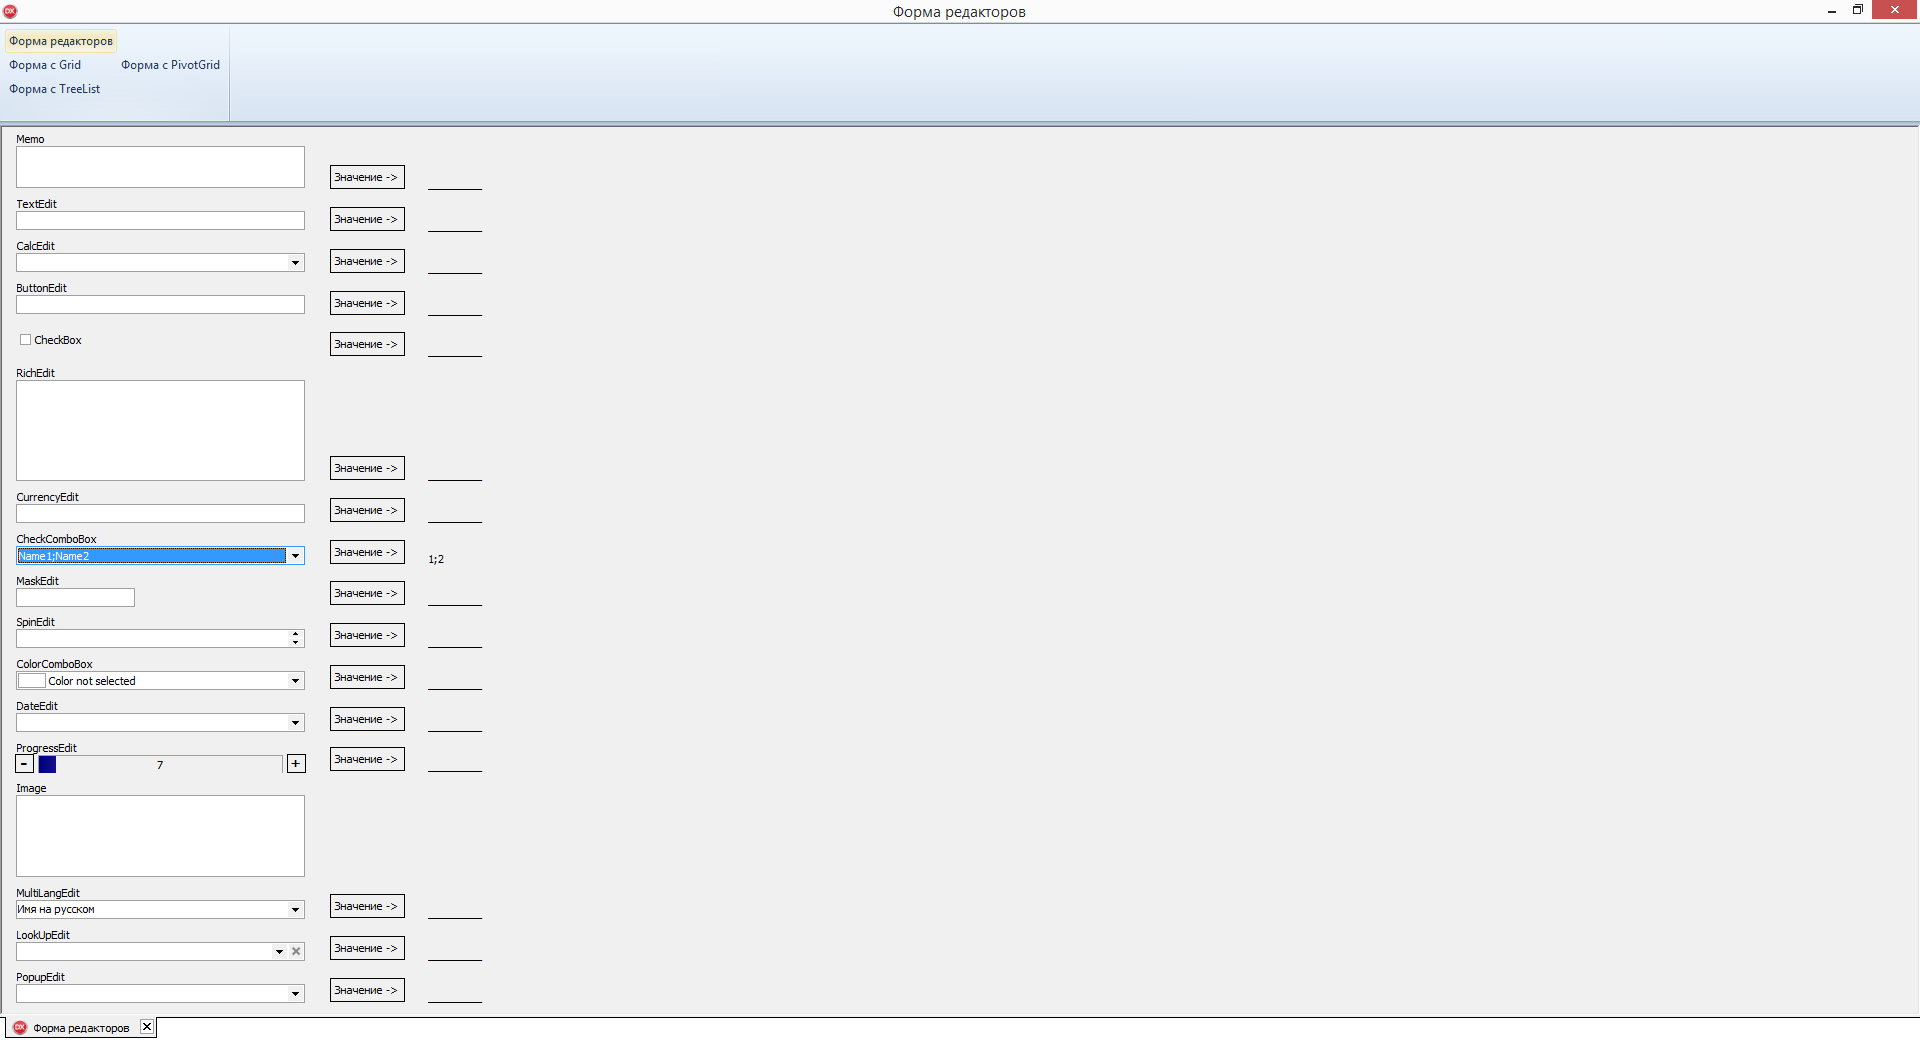 Форма редакторов
Форма редакторов
Форма с Grid Форма с PivotGrid
Форма с TreeList
Memo
Значение ->
TextEdit
Значение ->
CalcEdit
Значение ->
ButtonEdit
Значение ->
CheckBox Значение ->
RichEdit
Значение ->
CurrencyEdit
Значение ->
CheckComboBox
Name1;Name2 Значение -> 1;2
MaskEdit
Значение ->
SpinEdit
Значение ->
ColorComboBox
Color not selected Значение ->
DateEdit
Значение ->
ProgressEdit
- 7 + Значение ->
Image
MultiLangEdit
Имя на русском Значение ->
LookUpEdit
Значение ->
PopupEdit
Значение ->
DX Форма редакторов